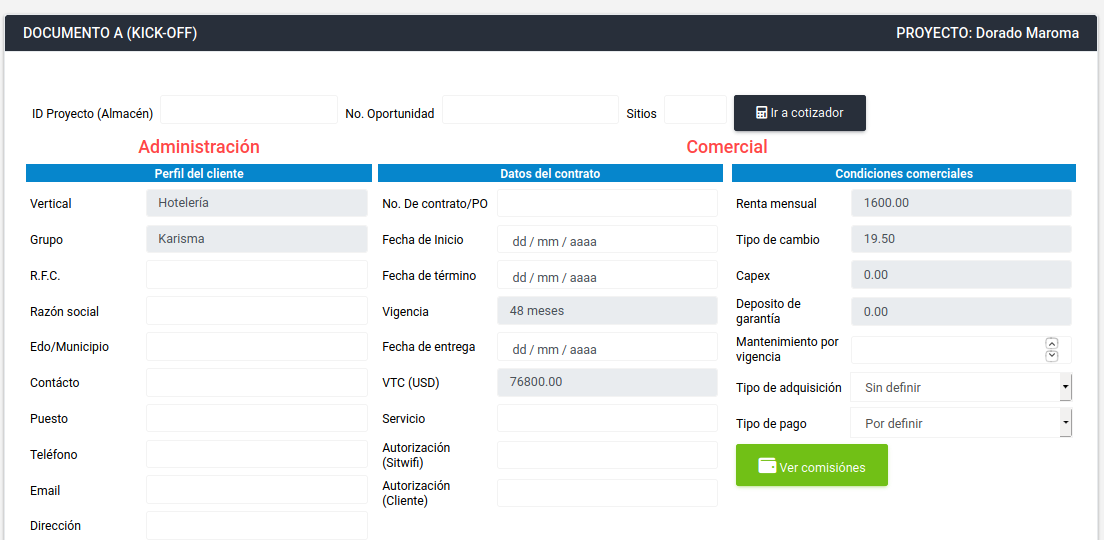 DOCUMENTO A (KICK-OFF)
PROYECTO: Dorado Maroma
ID Proyecto (Almacén)
No. Oportunidad
Sitios
Ir a cotizador
Administración
Comercial
Perfil del cliente
Vertical
Hotelería
Grupo
Karisma
R.F.C.
Razón social
Edo/Municipio
Contácto
Puesto
Teléfono
Email
Dirección
Datos del contrato
No. De contrato/PO
Fecha de Inicio
dd / mm / aaaa
Fecha de término
dd / mm / aaaa
Vigencia
48 meses
Fecha de entrega
dd / mm / aaaa
VTC (USD)
76800.00
Servicio
Autorización
(Sitwifi)
Autorización
(Cliente)
Condiciones comerciales
Renta mensual
1600.00
Tipo de cambio
19.50
Capex
0.00
Deposito de
garantía
0.00
Mantenimiento por
vigencia
Tipo de adquisición
Sin definir
Tipo de pago
Por definir
Ver comisiónes